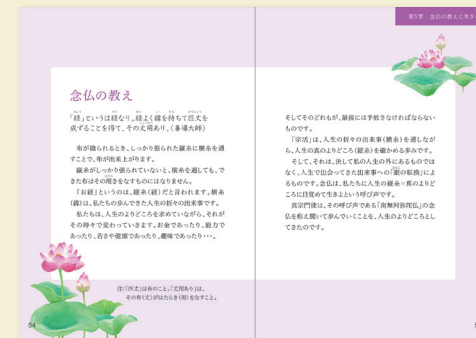 第5章　念仏の教えに生き
念仏の教え
「経」というは経なり。経よく緯を持ちて匹丈を
成ずることを得て、その丈用あり。（善導大師）
布が織られるとき、しっかり張られた縦糸に横糸を通
すことで、布が出来上がります。
縦糸がしっかり張られていないと、横糸を通しても、で
きた布はその用をなすものにはなりません。
「お経」というのは、縦糸（経）だと言われます。横糸
（緯）は、私たちの歩んできた人生の折々の出来事です。
私たちは、人生のよりどころを求めていながら、それが
その時々で変わっていきます。お金であったり、能力で
あったり、若さや健康であったり、趣味であったり・・・。
注：「匹丈」は布のこと。「丈用あり」は、
その布（丈）がはたらき（用）をなすこと。
54
そしてそのどれもが、最後には手放さなければならない
ものです。
「宗活」は、人生の折々の出来事（横糸）を通しなが
ら、人生の真のよりどころ（縦糸）を確かめる歩みです。
そして、それは、決して私の人生の外にあるものでは
なく、人生で出会ってきた出来事への「眼の転換」によ
るものです。念仏は、私たちに人生の縦糸＝真のよりど
ころに目覚めて生きよという呼び声です。
真宗門徒は、その呼び声である「南無阿弥陀仏」の念
仏を称え聞いて歩んでいくことを、人生のよりどころとし
てきたのです。